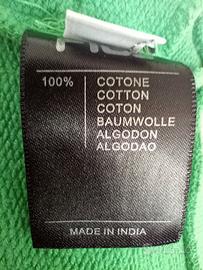 100% COTONE
COTTON
COTON
BAUMWOLLE
ALGODON
ALGODAO
MADE IN INDIA